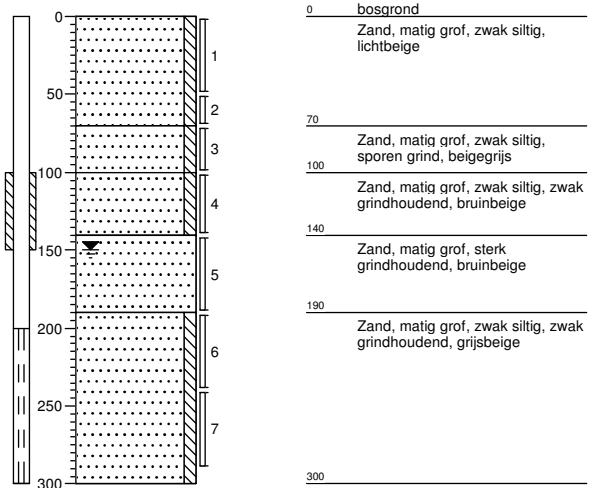 0
50
100
150
200
250
300
1
2
3
4
5
6
7
0 bosgrond
Zand, matig grof, zwak siltig,
lichtbeige
70
Zand, matig grof, zwak siltig,
sporen grind, beigegrijs
100
Zand, matig grof, zwak siltig, zwak
grindhoudend, bruinbeige
140
Zand, matig grof, sterk
grindhoudend, bruinbeige
190
Zand, matig grof, zwak siltig, zwak
grindhoudend, grijsbeige
300